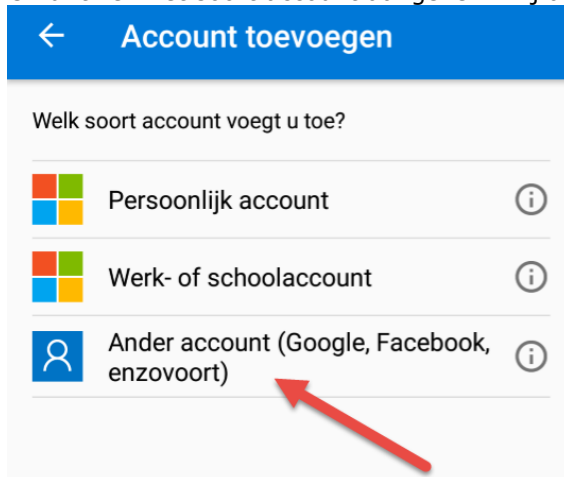 Account toevoegen
Welk soort account voegt u toe?
Persoonlijk account
Werk- of schoolaccount
Ander account (Google, Facebook,
enzovoort)